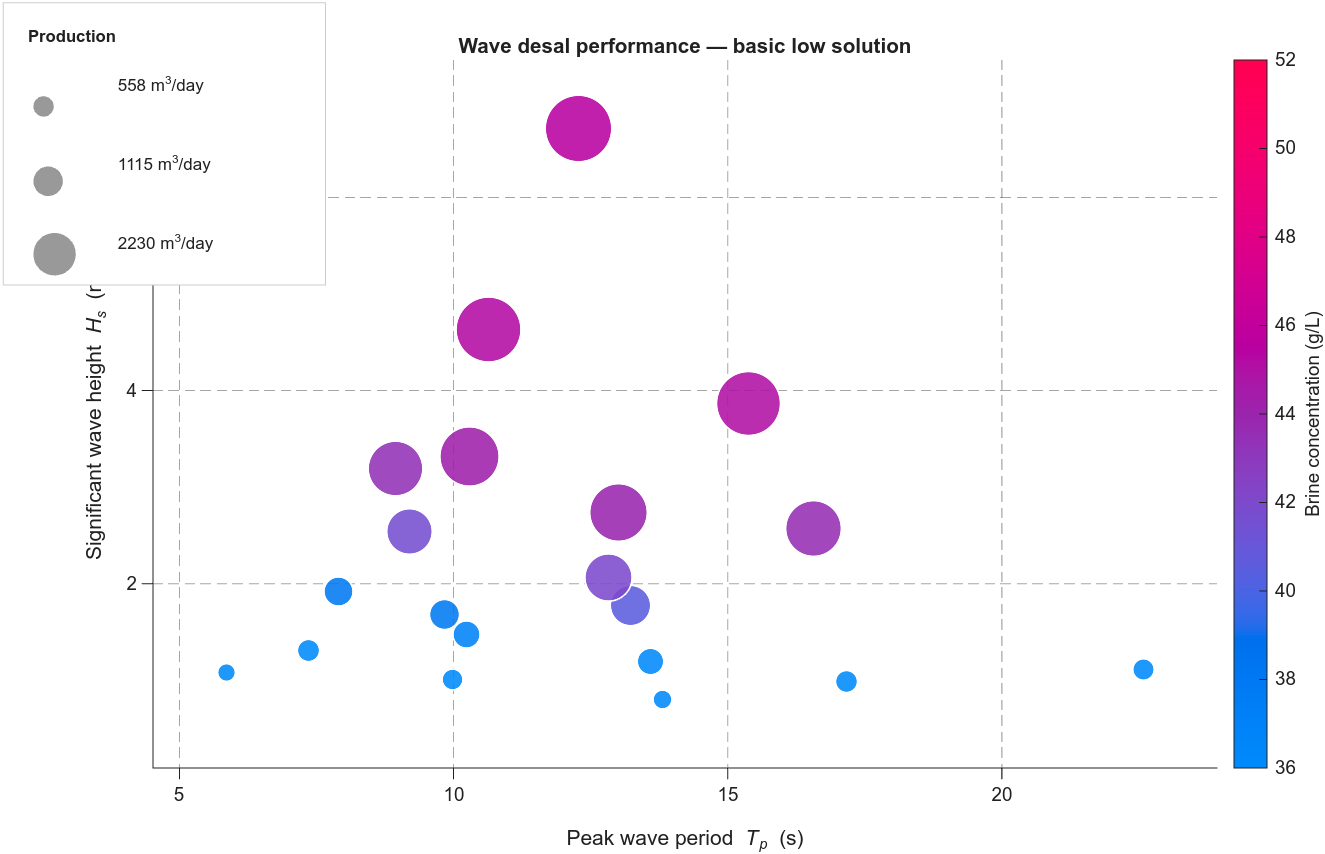 Production
558 m³/day
1115 m³/day
2230 m³/day
Wave desal performance — basic low solution
Significant wave height Hₛ
4
2
5 10 15 20
Peak wave period Tₚ (s)
52
50
48
46
44
42
40
38
36
Brine concentration (g/L)